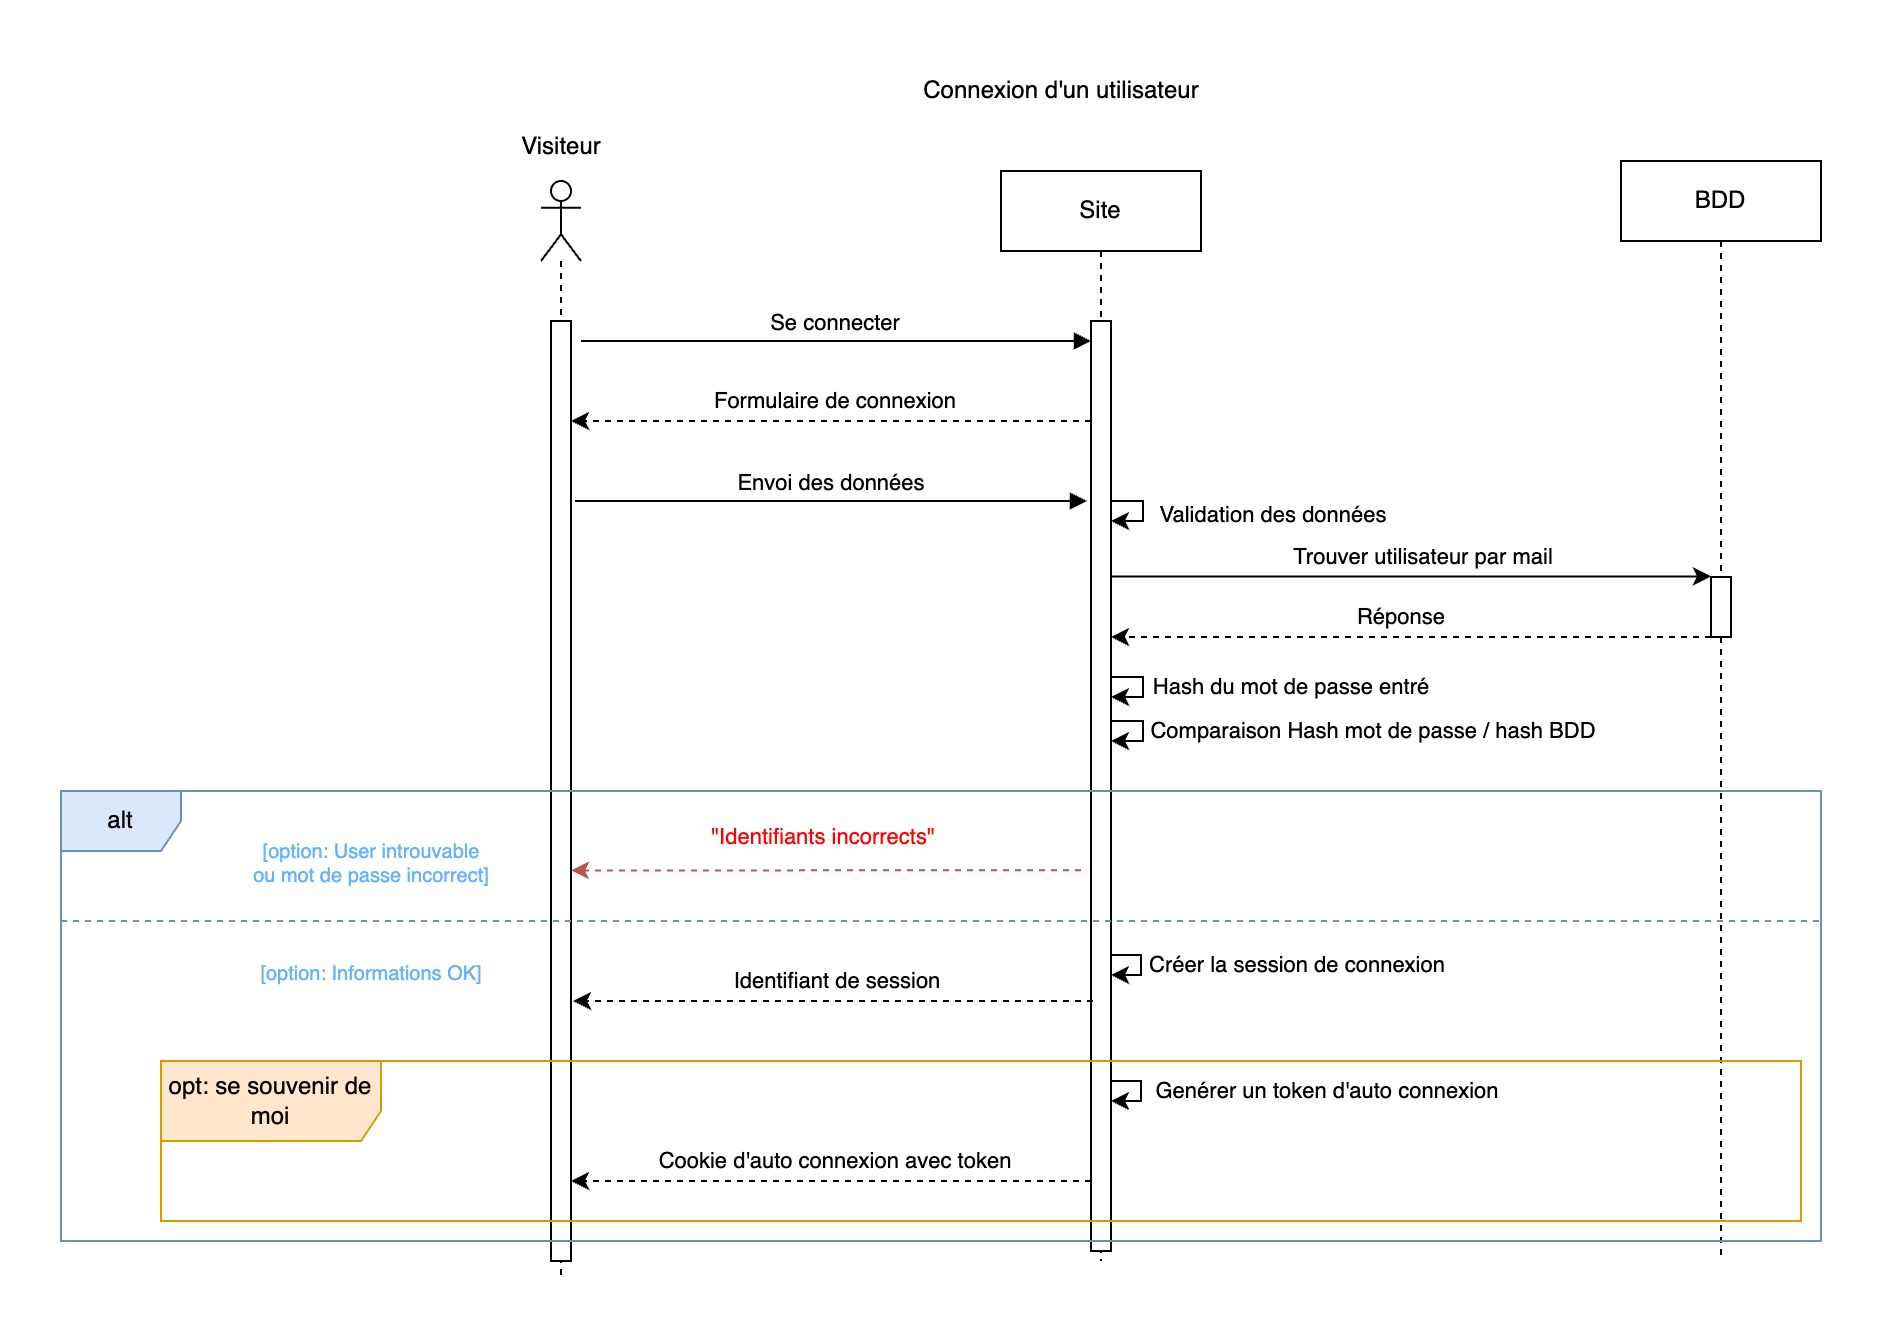 Connexion d'un utilisateur
Visiteur
Site
BDD
Se connecter
Formulaire de connexion
Envoi des données
Validation des données
Trouver utilisateur par mail
Réponse
Hash du mot de passe entré
Comparaison Hash mot de passe / hash BDD
alt
"Identifiants incorrects"
[option: User introuvable
ou mot de passe incorrect]
Créer la session de connexion
[option: Informations OK]
Identifiant de session
opt: se souvenir de
moi
Genérer un token d'auto connexion
Cookie d'auto connexion avec token